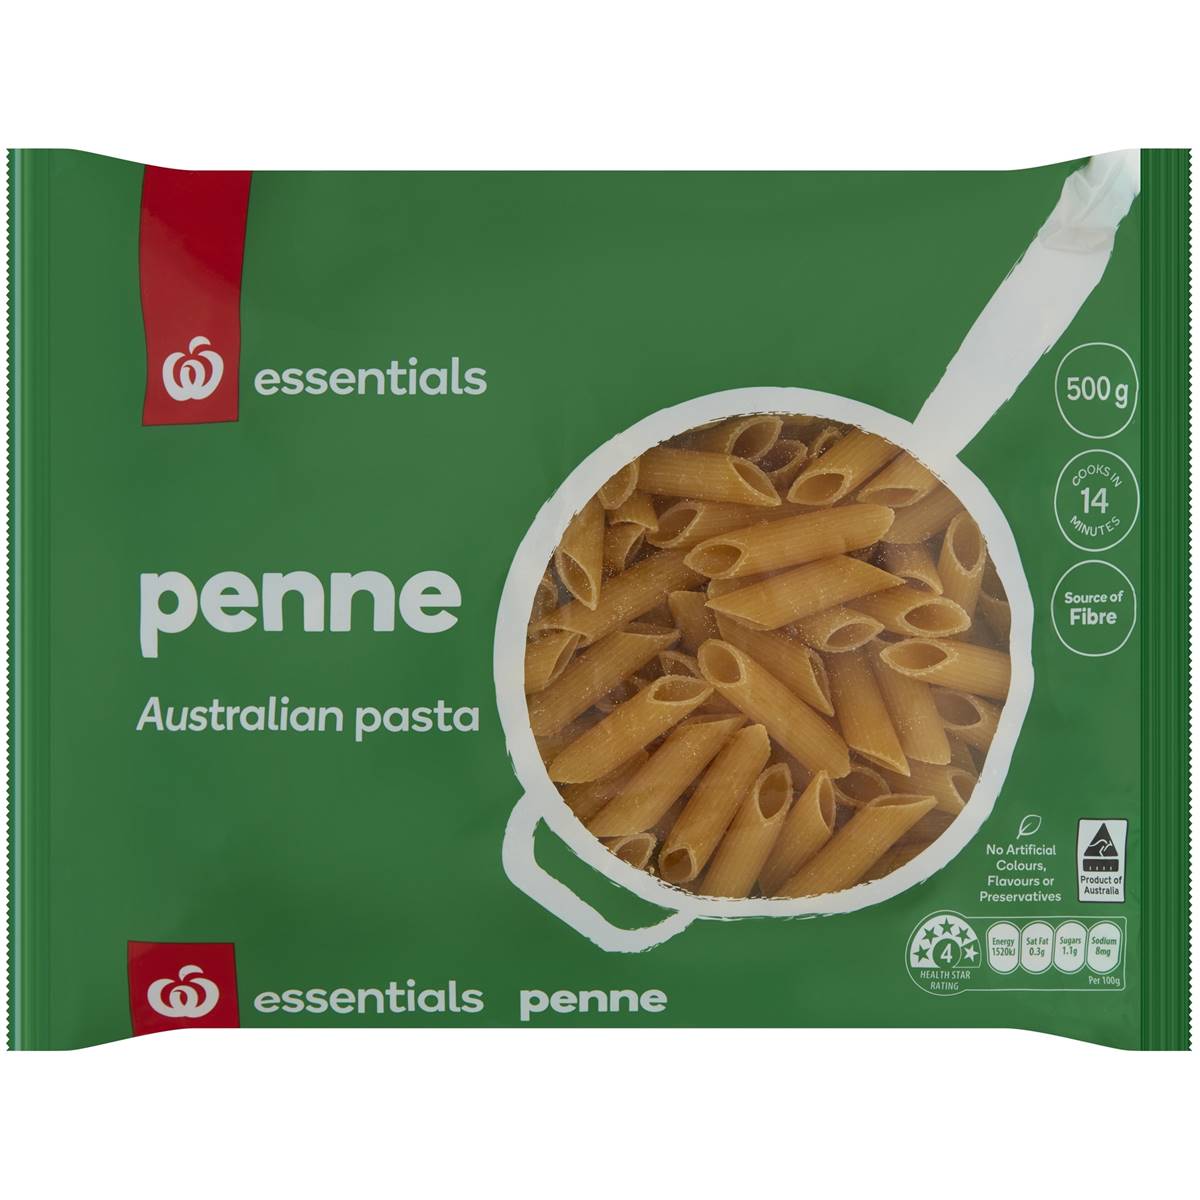 essentials
penne
Australian pasta
500 g
COOKS IN
14
MINUTES
Source of
Fibre
No Artificial
Colours,
Flavours or
Preservatives
Product of
Australia
4
HEALTH STAR
RATING
Energy
1520kJ
Sat Fat
0.3g
Sugars
1.1g
Sodium
8mg
Per 100g
essentials penne